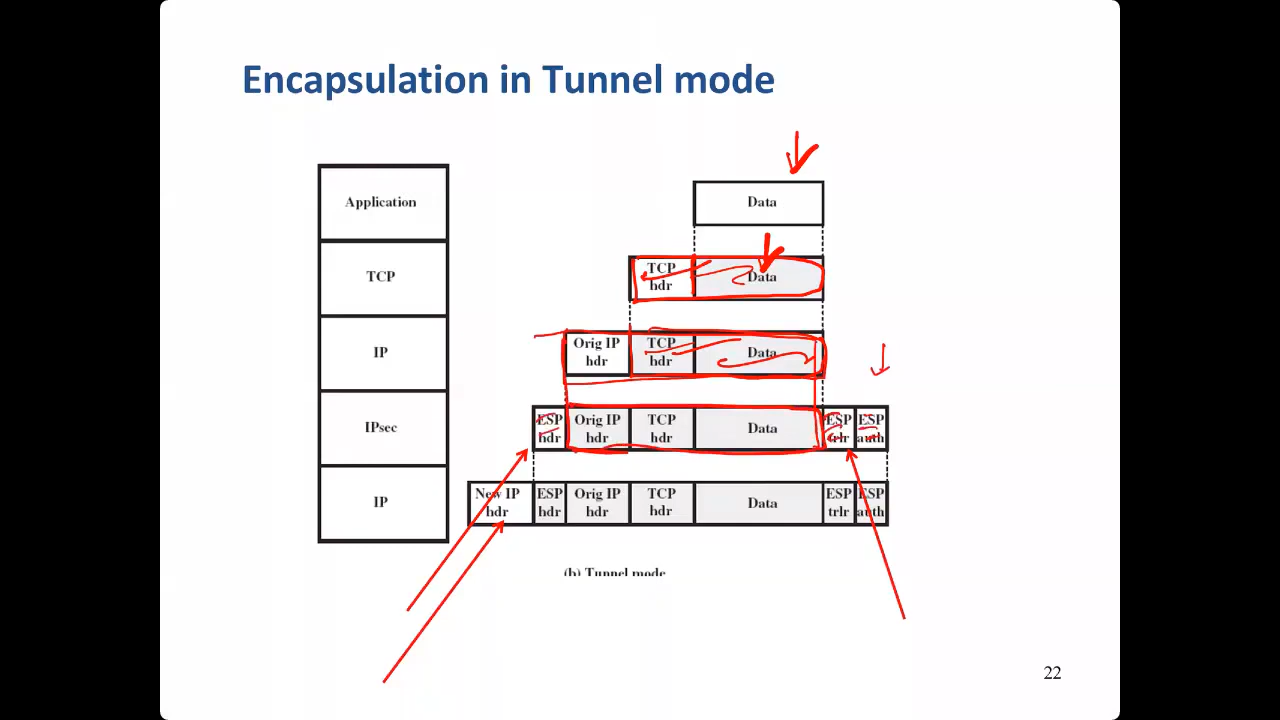 Encapsulation in Tunnel mode
Application
Data
TCP
TCP hdr
Data
IP
Orig IP hdr
TCP hdr
Data
IPsec
ESP hdr
Orig IP hdr
TCP hdr
Data
ESP trlr
ESP auth
IP
New IP hdr
ESP hdr
Orig IP hdr
TCP hdr
Data
ESP trlr
ESP auth
(b) Tunnel mode
22